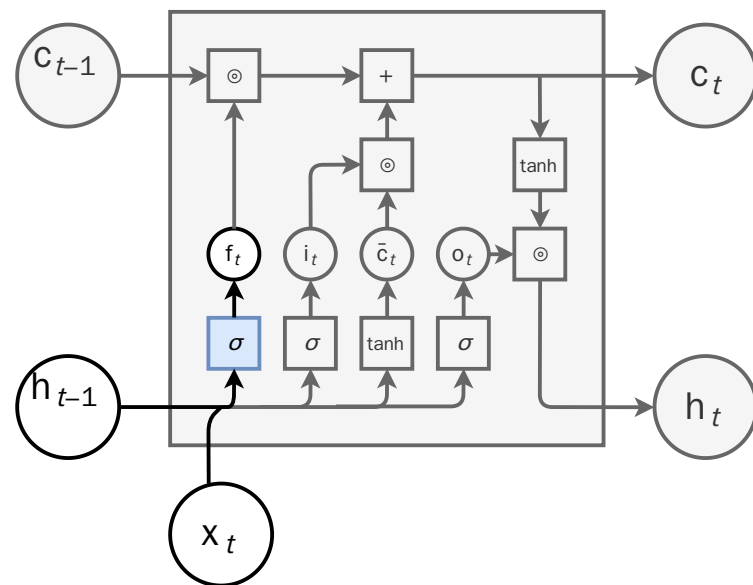 c t–1
⊚
+
c t
⊚
tanh
f t
i t
c̄ t
o t
⊚
σ
σ
tanh
σ
h t–1
h t
x t